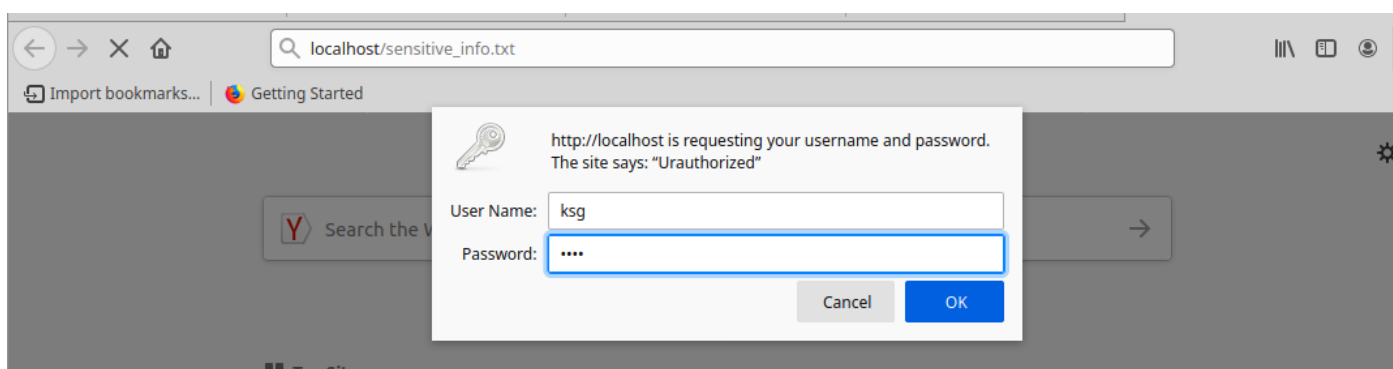 localhost/sensitive_info.txt
Import bookmarks... Getting Started
http://localhost is requesting your username and password.
The site says: “Urauthorized”
User Name: ksg
Search the
Password: ••••
Cancel OK